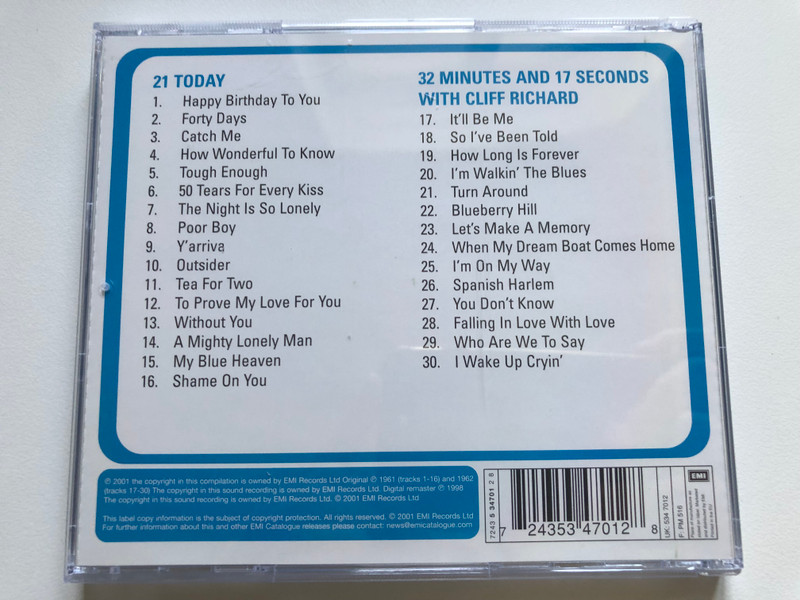 21 TODAY
1. Happy Birthday To You
2. Forty Days
3. Catch Me
4. How Wonderful To Know
5. Tough Enough
6. 50 Tears For Every Kiss
7. The Night Is So Lonely
8. Poor Boy
9. Y'arriva
10. Outsider
11. Tea For Two
12. To Prove My Love For You
13. Without You
14. A Mighty Lonely Man
15. My Blue Heaven
16. Shame On You
32 MINUTES AND 17 SECONDS
WITH CLIFF RICHARD
17. It'll Be Me
18. So I've Been Told
19. How Long Is Forever
20. I'm Walkin' The Blues
21. Turn Around
22. Blueberry Hill
23. Let's Make A Memory
24. When My Dream Boat Comes Home
25. I'm On My Way
26. Spanish Harlem
27. You Don't Know
28. Falling In Love With Love
29. Who Are We To Say
30. I Wake Up Cryin'
℗ 2001 the copyright in this compilation is owned by EMI Records Ltd Original ℗ 1961 (tracks 1-16) and 1962
(tracks 17-30) The copyright in this sound recording is owned by EMI Records Ltd. Digital remaster ℗ 1998
The copyright in this sound recording is owned by EMI Records Ltd. © 2001 EMI Records Ltd
This label copy information is the subject of copyright protection. All rights reserved. © 2001 EMI Records Ltd
For further information about this and other EMI Catalogue releases please contact: news@emicatalogue.com
7243 5 34701 2 8
7 24353 47012 8
UK: 534 7012
F: PM 516
EMI